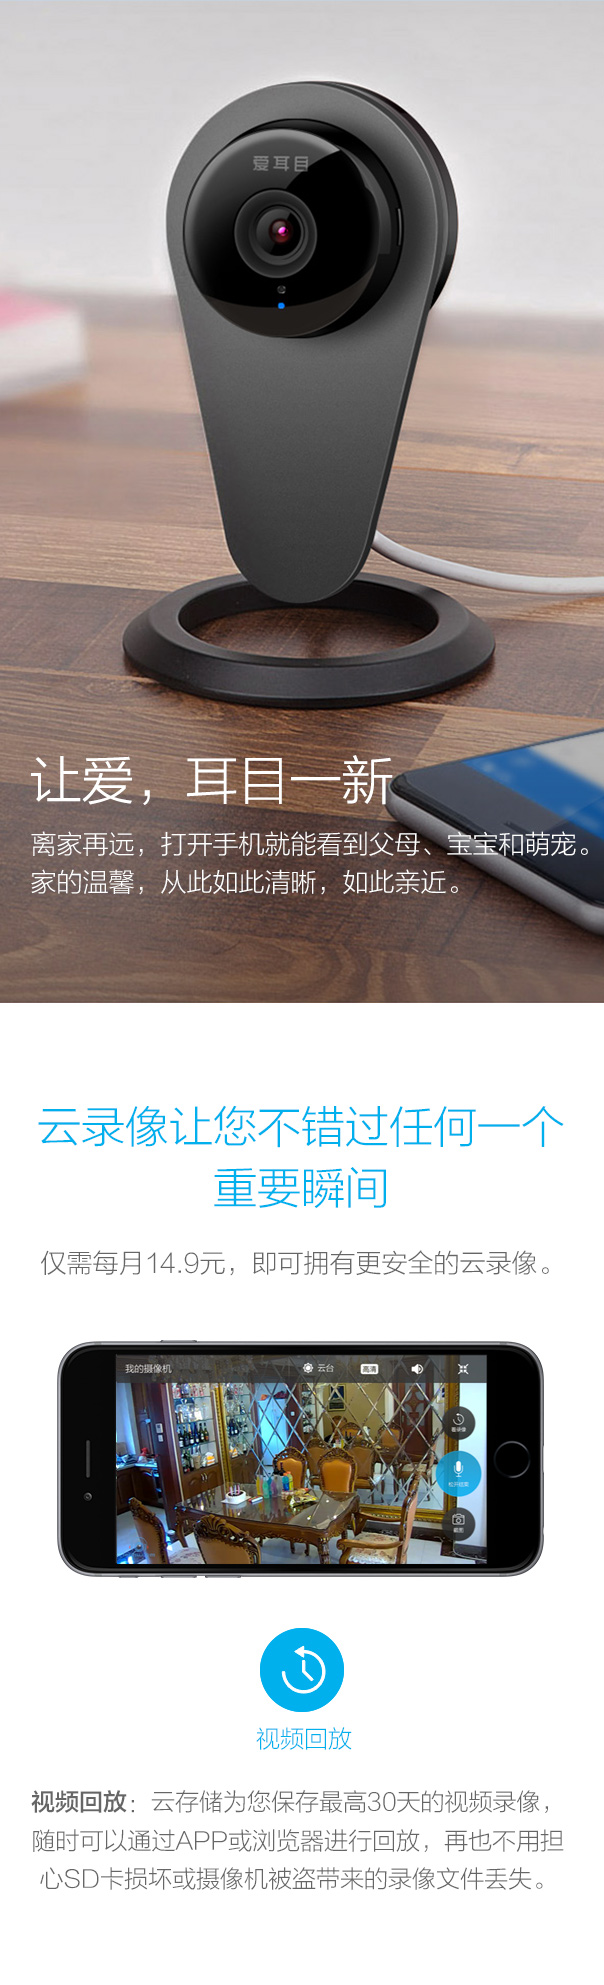 爱耳目
让爱，耳目一新
离家再远，打开手机就能看到父母、宝宝和萌宠。
家的温馨，从此如此清晰，如此亲近。
云录像让您不错过任何一个
重要瞬间
仅需每月14.9元，即可拥有更安全的云录像。
我的摄像机 云台 高清
看录像
截图
视频回放
视频回放：云存储为您保存最高30天的视频录像，
随时可以通过APP或浏览器进行回放，再也不用担
心SD卡损坏或摄像机被盗带来的录像文件丢失。